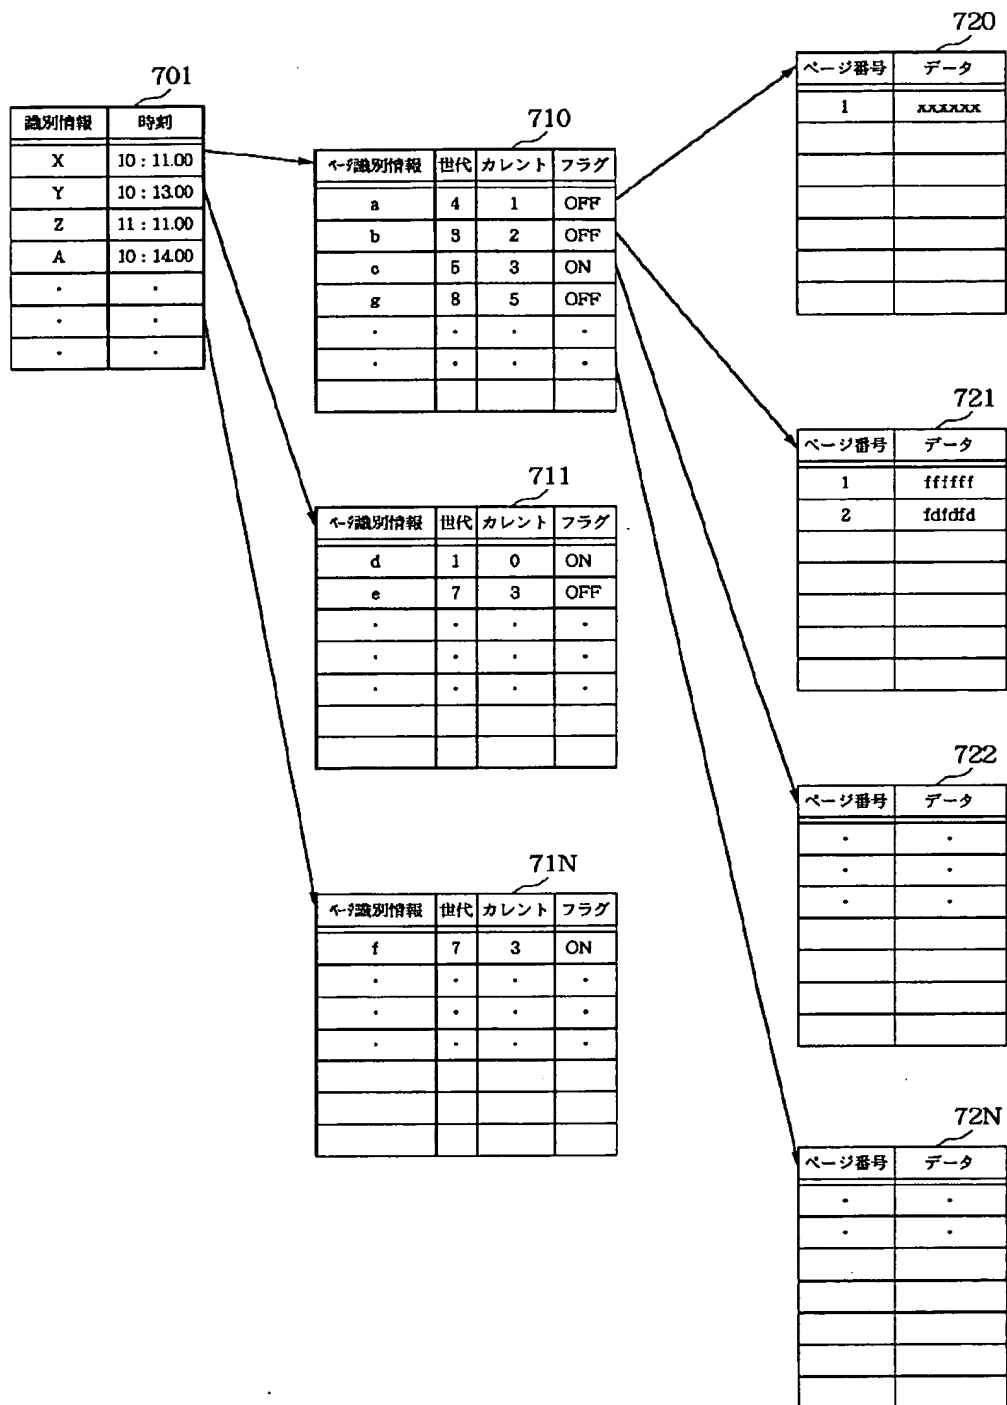 701
識別情報 時刻
X 10:11.00
Y 10:13.00
Z 11:11.00
A 10:14.00
・ ・
・ ・
・ ・
710
ページ識別情報 世代 カレント フラグ
a 4 1 OFF
b 3 2 OFF
c 5 3 ON
g 8 5 OFF
・ ・ ・ ・
・ ・ ・ ・
711
ページ識別情報 世代 カレント フラグ
d 1 0 ON
e 7 3 OFF
・ ・ ・ ・
・ ・ ・ ・
・ ・ ・ ・
71N
ページ識別情報 世代 カレント フラグ
f 7 3 ON
・ ・ ・ ・
・ ・ ・ ・
・ ・ ・ ・
720
ページ番号 データ
1 xxxxxx
721
ページ番号 データ
1 ffffff
2 fdfdfd
722
ページ番号 データ
・ ・
・ ・
・ ・
72N
ページ番号 データ
・ ・
・ ・